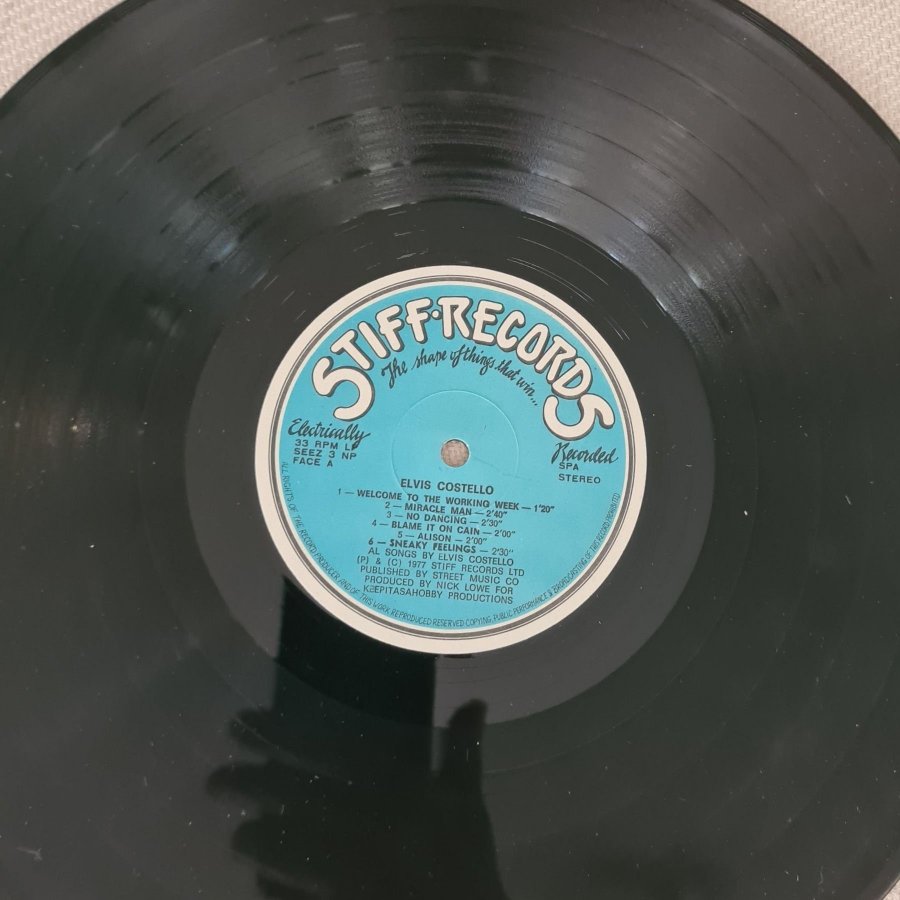 STIFF·RECORDS
The shape of things that win...
Electrically
33 RPM L
SEEZ 3 NP
FACE A
Recorded
SPA
STEREO
ELVIS COSTELLO
1 — WELCOME TO THE WORKING WEEK — 1'20"
2 — MIRACLE MAN — 2'40"
3 — NO DANCING — 2'30"
4 — BLAME IT ON CAIN — 2'00"
5 — ALISON — 2'00"
6 — SNEAKY FEELINGS — 2'30"
AL SONGS BY ELVIS COSTELLO
(P) & (C) 1977 STIFF RECORDS LTD
PUBLISHED BY STREET MUSIC CO
PRODUCED BY NICK LOWE FOR
KEEPITASAHOBBY PRODUCTIONS
ALL RIGHTS OF THE RECORD PRODUCER AND OF THIS WORK REPRODUCED RESERVED COPYING, PUBLIC PERFORMANCE & BROADCASTING OF THIS RECORD PROHIBITED